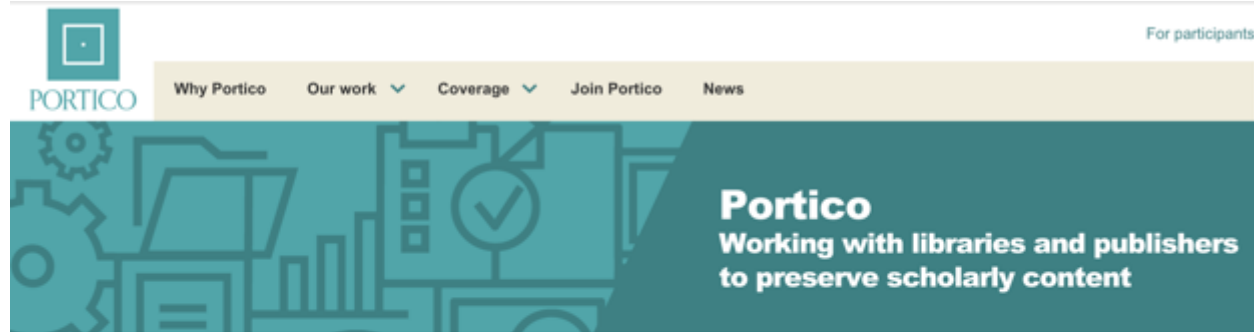 For participants
PORTICO
Why Portico Our work Coverage Join Portico News
Portico
Working with libraries and publishers
to preserve scholarly content